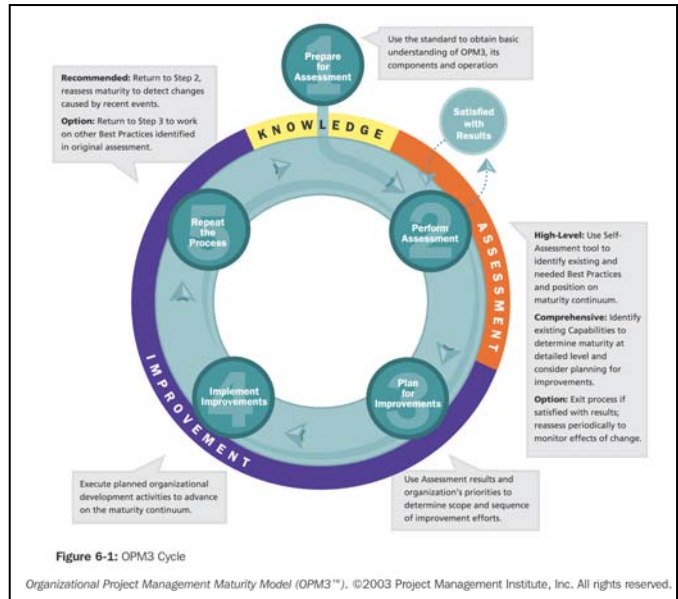 1
Prepare
for
Assessment
Use the standard to obtain basic
understanding of OPM3, its
components and operation
Recommended: Return to Step 2,
reassess maturity to detect changes
caused by recent events.
Option: Return to Step 3 to work
on other Best Practices identified
in original assessment.
Satisfied
with
Results
KNOWLEDGE
ASSESSMENT
IMPROVEMENT
5
Repeat
the
Process
2
Perform
Assessment
High-Level: Use Self-
Assessment tool to
identify existing and
needed Best Practices
and position on
maturity continuum.
Comprehensive: Identify
existing Capabilities to
determine maturity at
detailed level and
consider planning for
improvements.
Option: Exit process if
satisfied with results;
reassess periodically to
monitor effects of change.
4
Implement
Improvements
3
Plan
for
Improvements
Execute planned organizational
development activities to advance
on the maturity continuum.
Use Assessment results and
organization's priorities to
determine scope and sequence
of improvement efforts.
Figure 6-1: OPM3 Cycle
Organizational Project Management Maturity Model (OPM3™). ©2003 Project Management Institute, Inc. All rights reserved.